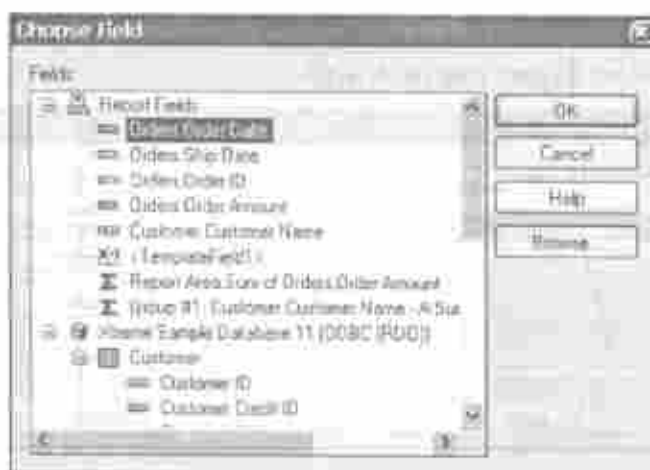 Choose Field
Fields:
Report Fields
Orders.Order Date
Orders.Ship Date
Orders.Order ID
Orders.Order Amount
Customer.Customer Name
<TemplateField1>
Report Area:Sum of Orders.Order Amount
Group #1: Customer.Customer Name - A:Su
Xtreme Sample Database 11 (ODBC (RDO))
Customer
Customer ID
Customer Credit ID
OK
Cancel
Help
Browse